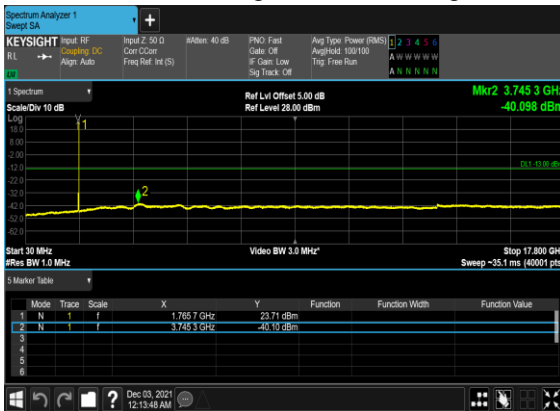 Spectrum Analyzer 1
Swept SA
+
KEYSIGHT Input: RF Input Z: 50 Ω #Atten: 40 dB PNO: Fast Avg Type: Power (RMS) 1 2 3 4 5 6
RL Coupling: DC Corr CCorr Gate: Off Avg|Hold: 100/100 A W W W W W
Align: Auto Freq Ref: Int (S) IF Gain: Low Trig: Free Run
Sig Track: Off A N N N N N
1 Spectrum Ref Lvl Offset 5.00 dB Mkr2 3.745 3 GHz
Scale/Div 10 dB Ref Level 28.00 dBm -40.098 dBm
Log
18.0
8.00
-2.00
-12.0
-22.0
-32.0
-42.0
-52.0
-62.0
1
2
DL1 -13.00 dBm
Start 30 MHz Video BW 3.0 MHz* Stop 17.800 GHz
#Res BW 1.0 MHz Sweep ~35.1 ms (40001 pts)
5 Marker Table
Mode Trace Scale X Y Function Function Width Function Value
1 N 1 f 1.765 7 GHz 23.71 dBm
2 N 1 f 3.745 3 GHz -40.10 dBm
3
4
5
6
? Dec 03, 2021
12:13:48 AM